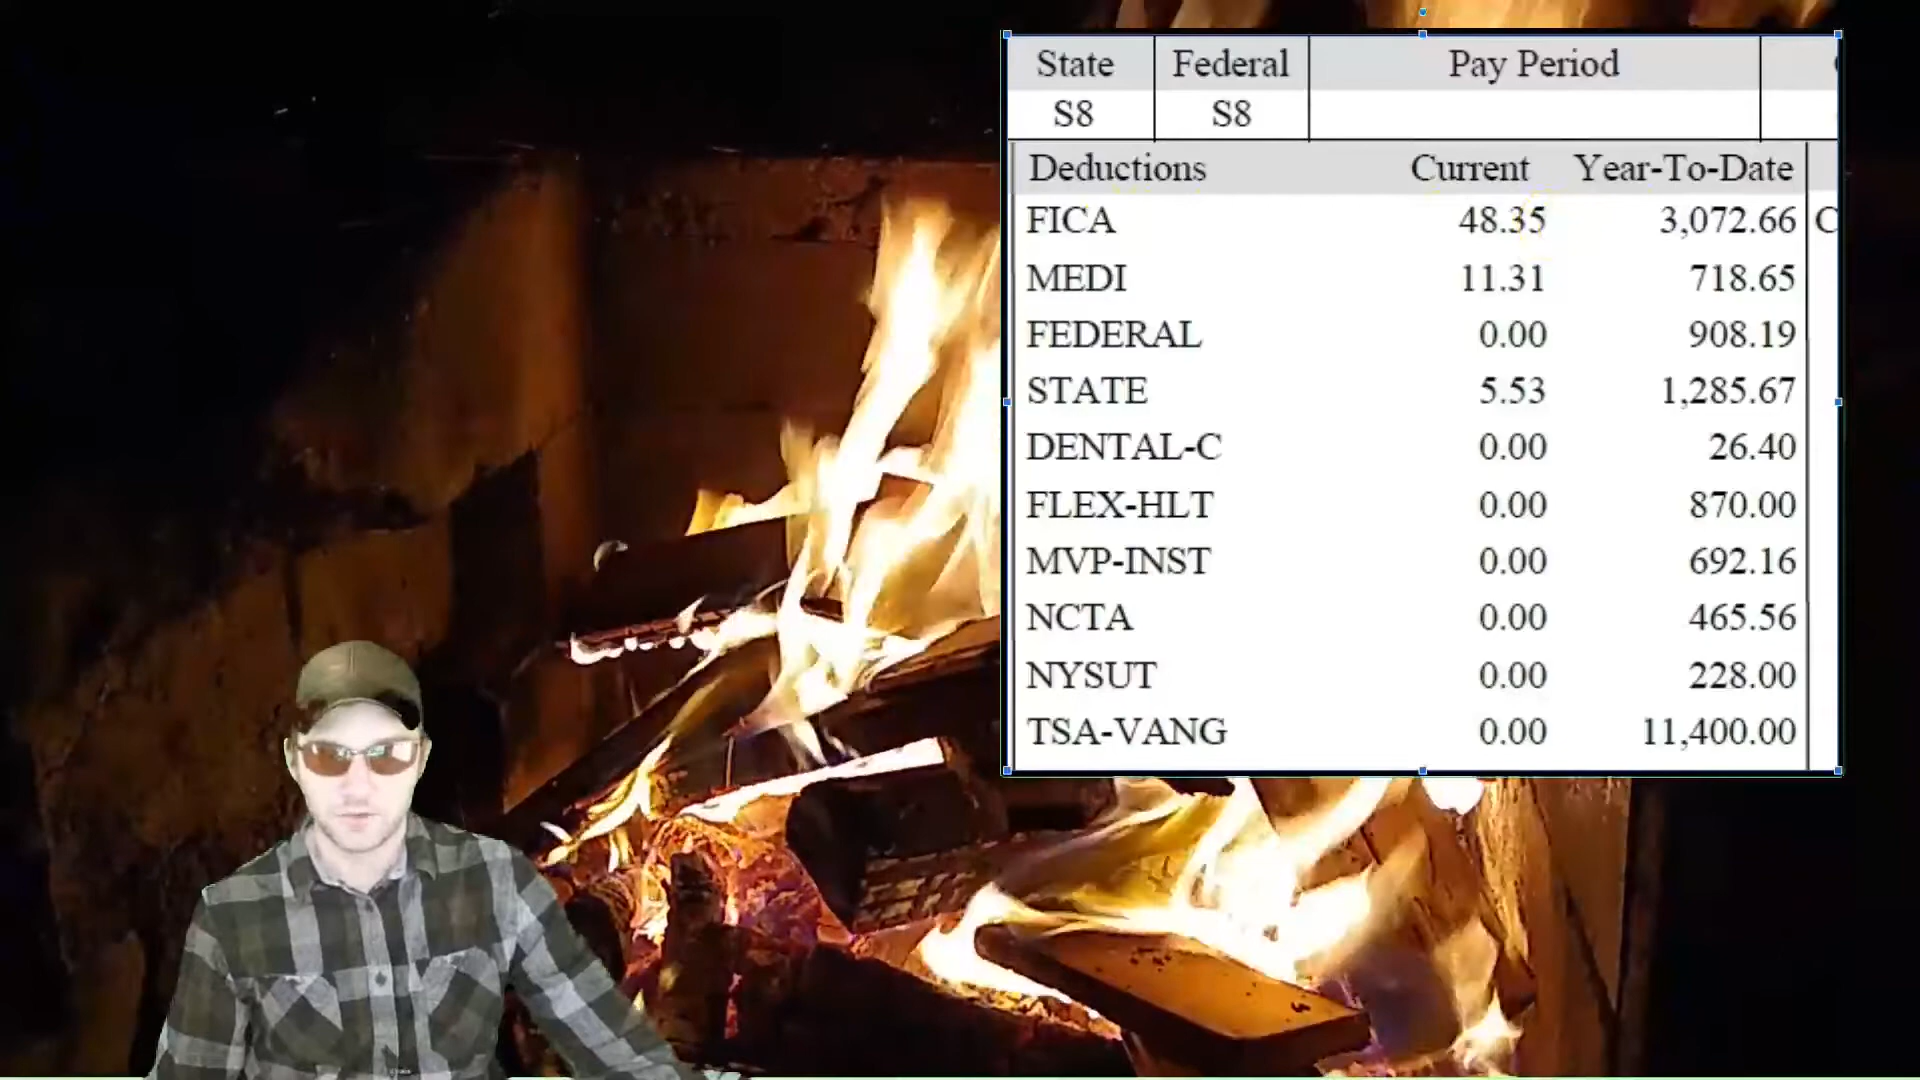 State Federal Pay Period
S8 S8
Deductions Current Year-To-Date
FICA 48.35 3,072.66 C
MEDI 11.31 718.65
FEDERAL 0.00 908.19
STATE 5.53 1,285.67
DENTAL-C 0.00 26.40
FLEX-HLT 0.00 870.00
MVP-INST 0.00 692.16
NCTA 0.00 465.56
NYSUT 0.00 228.00
TSA-VANG 0.00 11,400.00